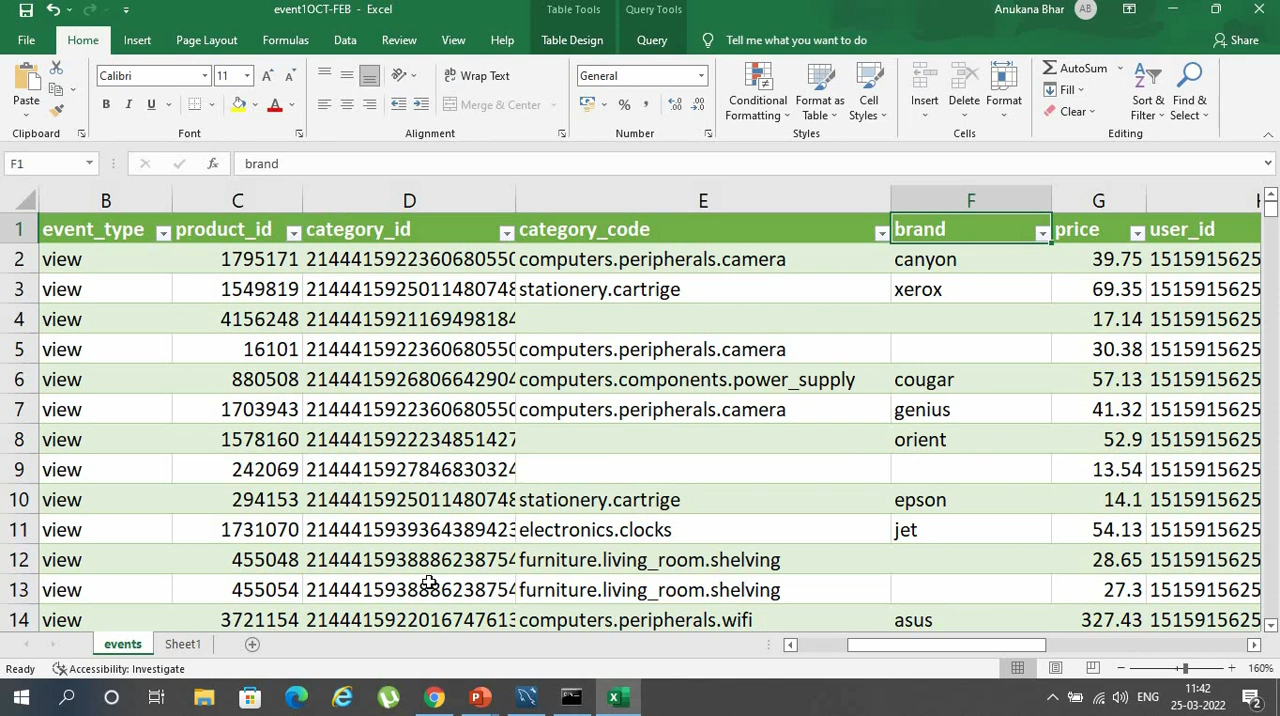 event1OCT-FEB - Excel
Table Tools
Query Tools
Anukana Bhar
AB
File
Home
Insert
Page Layout
Formulas
Data
Review
View
Help
Table Design
Query
Tell me what you want to do
Share
Paste
Calibri
11
B I U
Wrap Text
Merge & Center
General
Conditional Formatting
Format as Table
Cell Styles
Insert
Delete
Format
AutoSum
Fill
Clear
Sort & Filter
Find & Select
Clipboard
Font
Alignment
Number
Styles
Cells
Editing
F1
fx
brand
B C D E F G H
1 event_type product_id category_id category_code brand price user_id
2 view 1795171 2144415922360680550 computers.peripherals.camera canyon 39.75 1515915625
3 view 1549819 2144415925011480748 stationery.cartrige xerox 69.35 1515915625
4 view 4156248 2144415921169498184 17.14 1515915625
5 view 16101 2144415922360680550 computers.peripherals.camera 30.38 1515915625
6 view 880508 2144415926806642904 computers.components.power_supply cougar 57.13 1515915625
7 view 1703943 2144415922360680550 computers.peripherals.camera genius 41.32 1515915625
8 view 1578160 2144415922234851427 orient 52.9 1515915625
9 view 242069 2144415927846830324 13.54 1515915625
10 view 294153 2144415925011480748 stationery.cartrige epson 14.1 1515915625
11 view 1731070 2144415939364389423 electronics.clocks jet 54.13 1515915625
12 view 455048 2144415938886238754 furniture.living_room.shelving 28.65 1515915625
13 view 455054 2144415938886238754 furniture.living_room.shelving 27.3 1515915625
14 view 3721154 2144415922016747613 computers.peripherals.wifi asus 327.43 1515915625
events
Sheet1
Ready
Accessibility: Investigate
160%
ENG
11:42
25-03-2022
2